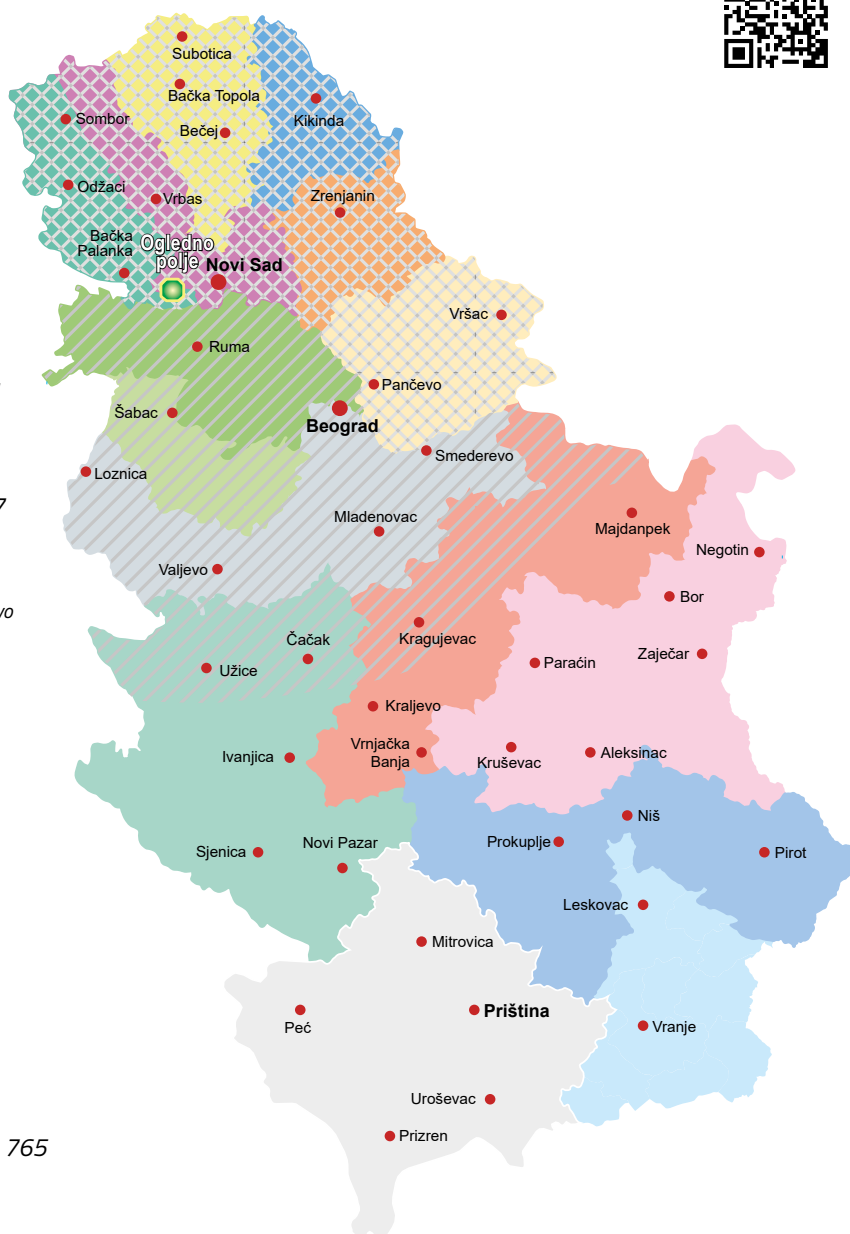 Subotica
Bačka Topola
Bečej
Kikinda
Sombor
Odžaci
Vrbas
Zrenjanin
Bačka
Palanka
Ogledno
polje
Novi Sad
Vršac
Ruma
Pančevo
Šabac
Beograd
Smederevo
Loznica
7
Mladenovac
Majdanpek
Negotin
Valjevo
Bor
vo
Čačak
Kragujevac
Užice
Paraćin
Zaječar
Kraljevo
Ivanjica
Vrnjačka
Banja
Kruševac
Aleksinac
Niš
Novi Pazar
Prokuplje
Sjenica
Pirot
Leskovac
Mitrovica
Peć
Priština
Vranje
Uroševac
Prizren
765